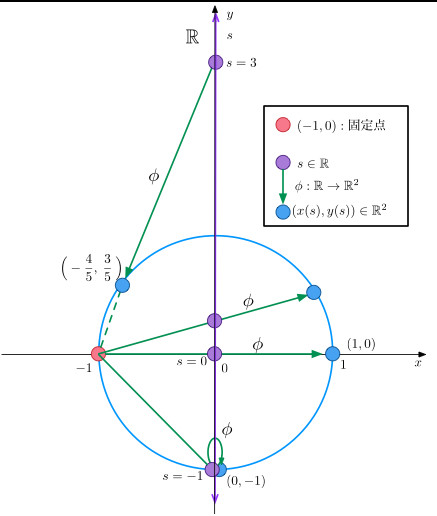 y
ℝ
s
s = 3
(−1, 0) : 固定点
s ∈ ℝ
ϕ : ℝ → ℝ²
(x(s), y(s)) ∈ ℝ²
ϕ
(−4/5, 3/5)
ϕ
ϕ
(1, 0)
s = 0
−1
0
1
x
ϕ
s = −1
(0, −1)